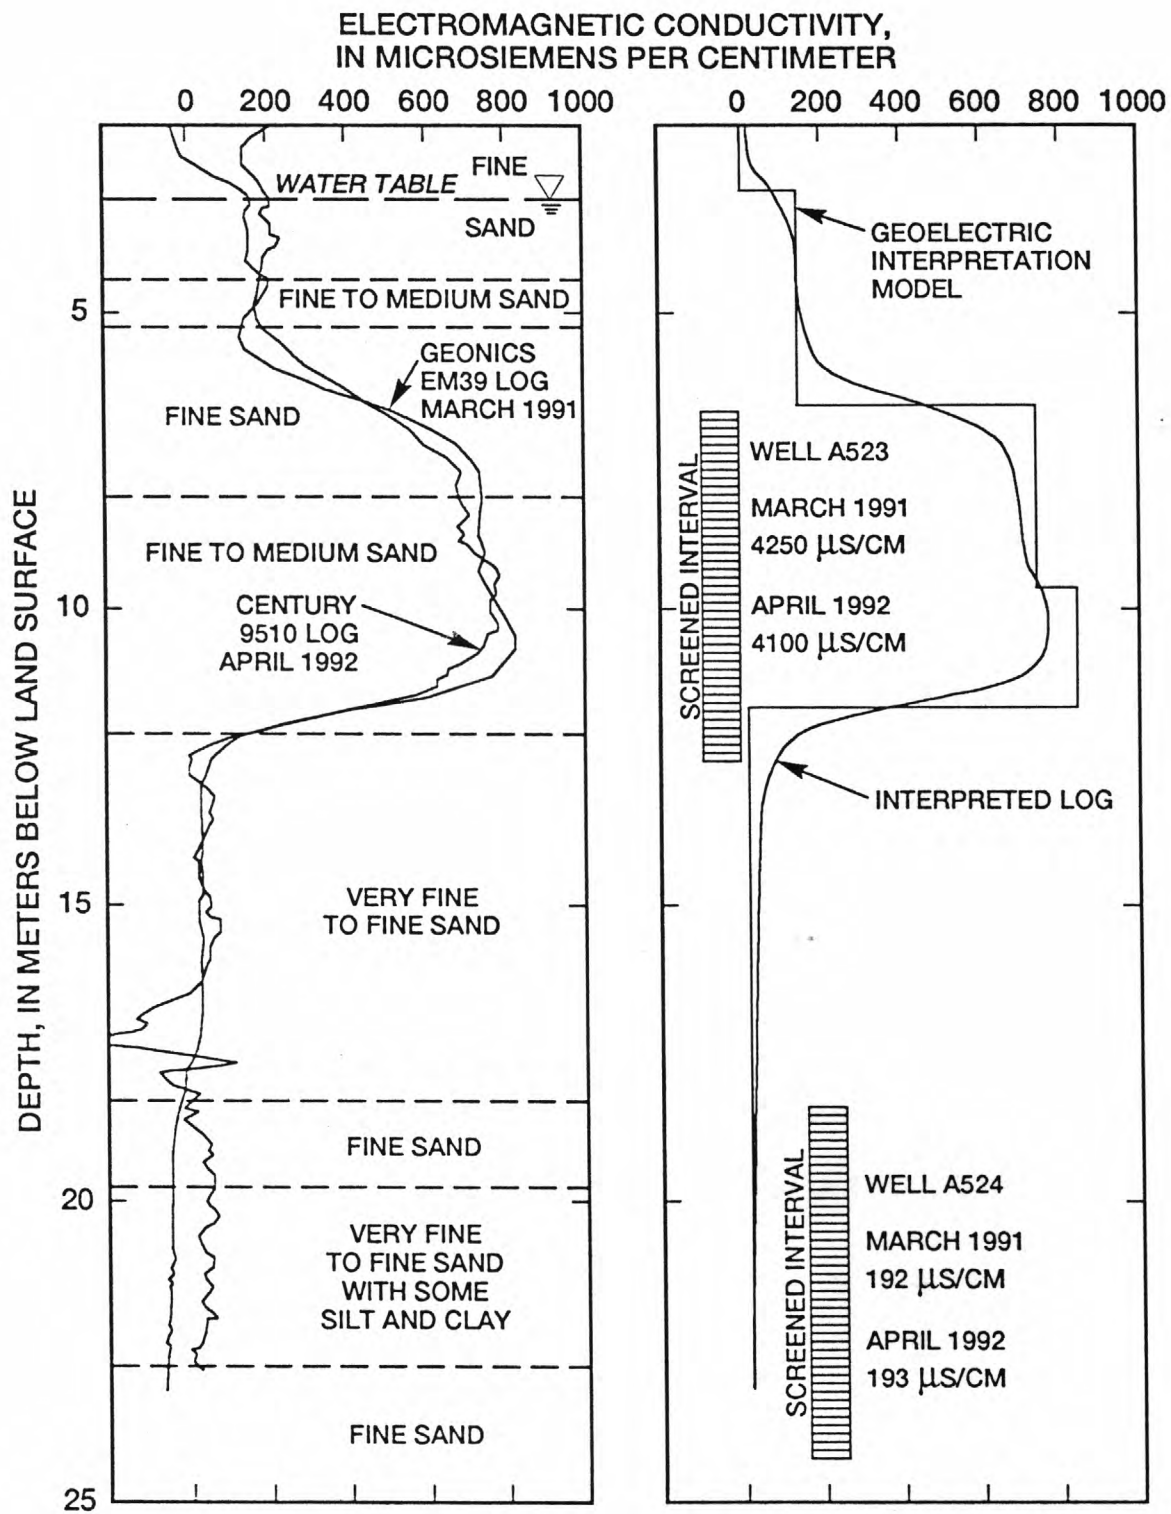 ELECTROMAGNETIC CONDUCTIVITY,
IN MICROSIEMENS PER CENTIMETER
0 200 400 600 800 1000
0 200 400 600 800 1000
DEPTH, IN METERS BELOW LAND SURFACE
5
10
15
20
25
FINE
WATER TABLE
SAND
FINE TO MEDIUM SAND
GEONICS
EM39 LOG
MARCH 1991
FINE SAND
FINE TO MEDIUM SAND
CENTURY
9510 LOG
APRIL 1992
VERY FINE
TO FINE SAND
FINE SAND
VERY FINE
TO FINE SAND
WITH SOME
SILT AND CLAY
FINE SAND
GEOELECTRIC
INTERPRETATION
MODEL
SCREENED INTERVAL
WELL A523
MARCH 1991
4250 µS/CM
APRIL 1992
4100 µS/CM
INTERPRETED LOG
SCREENED INTERVAL
WELL A524
MARCH 1991
192 µS/CM
APRIL 1992
193 µS/CM